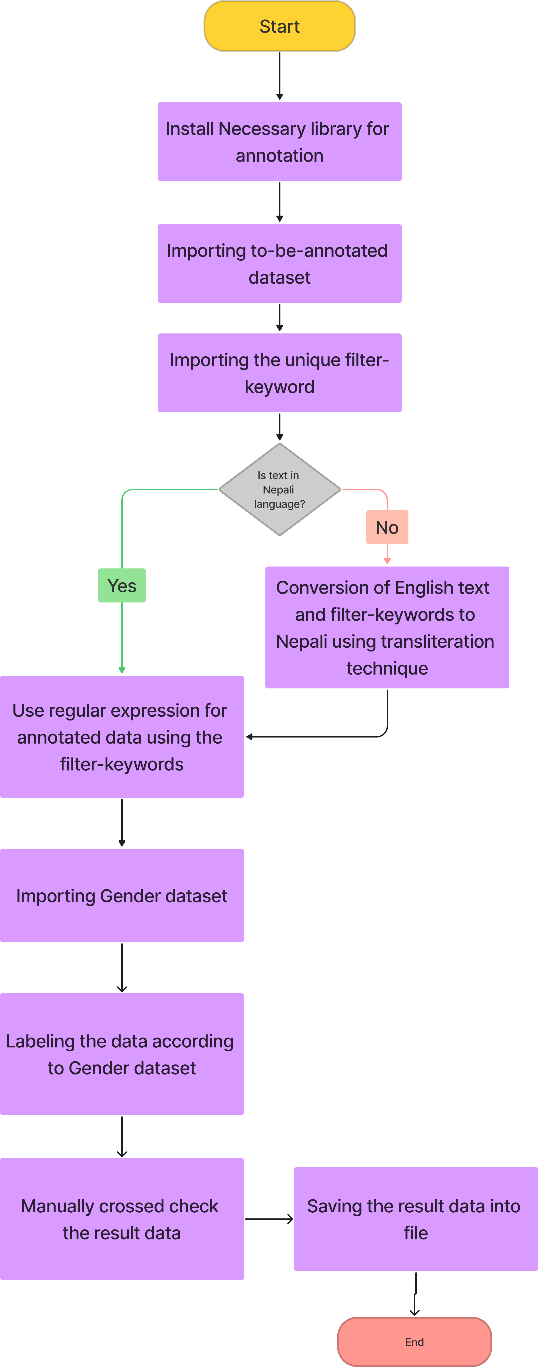 Start
Install Necessary library for
annotation
Importing to-be-annotated
dataset
Importing the unique filter-
keyword
Is text in
Nepali
language?
No
Yes
Conversion of English text
and filter-keywords to
Nepali using transliteration
technique
Use regular expression for
annotated data using the
filter-keywords
Importing Gender dataset
Labeling the data according
to Gender dataset
Manually crossed check
the result data
Saving the result data into
file
End